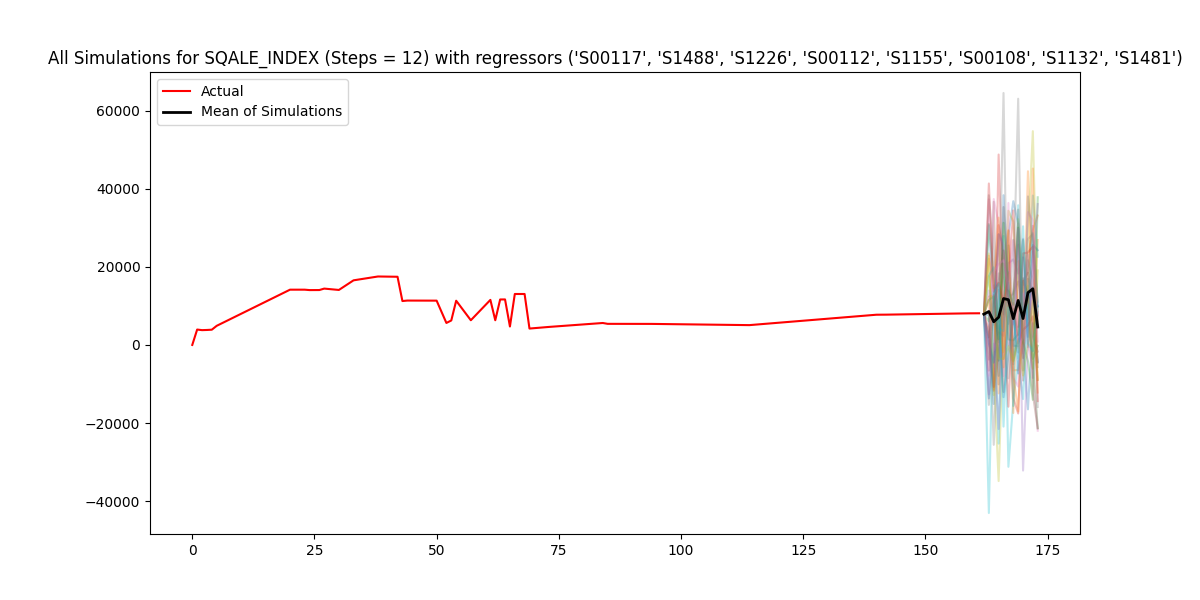 All Simulations for SQALE_INDEX (Steps = 12) with regressors ('S00117', 'S1488', 'S1226', 'S00112', 'S1155', 'S00108', 'S1132', 'S1481')
Actual
Mean of Simulations
60000
40000
20000
0
−20000
−40000
0 25 50 75 100 125 150 175